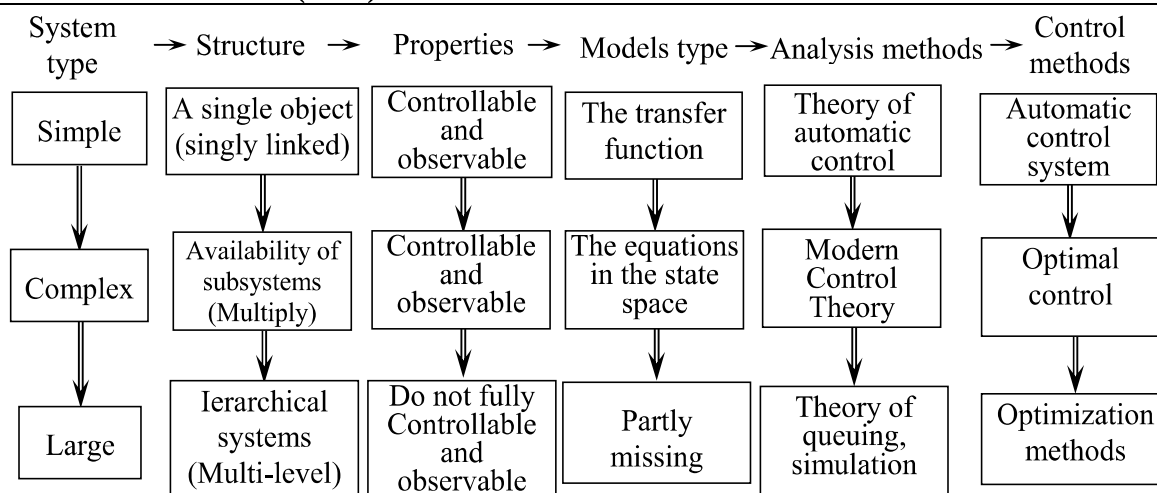 System
type
Structure
Properties
Models type
Analysis methods
Control
methods
Simple
A single object
(singly linked)
Controllable
and
observable
The transfer
function
Theory of
automatic
control
Automatic
control
system
Complex
Availability of
subsystems
(Multiply)
Controllable
and
observable
The equations
in the state
space
Modern
Control
Theory
Optimal
control
Large
Ierarchical
systems
(Multi-level)
Do not fully
Controllable
and
observable
Partly
missing
Theory of
queuing,
simulation
Optimization
methods